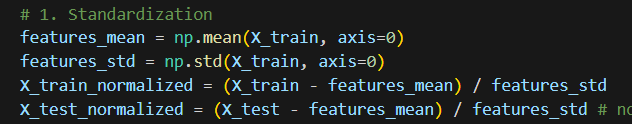 # 1. Standardization
features_mean = np.mean(X_train, axis=0)
features_std = np.std(X_train, axis=0)
X_train_normalized = (X_train - features_mean) / features_std
X_test_normalized = (X_test - features_mean) / features_std #